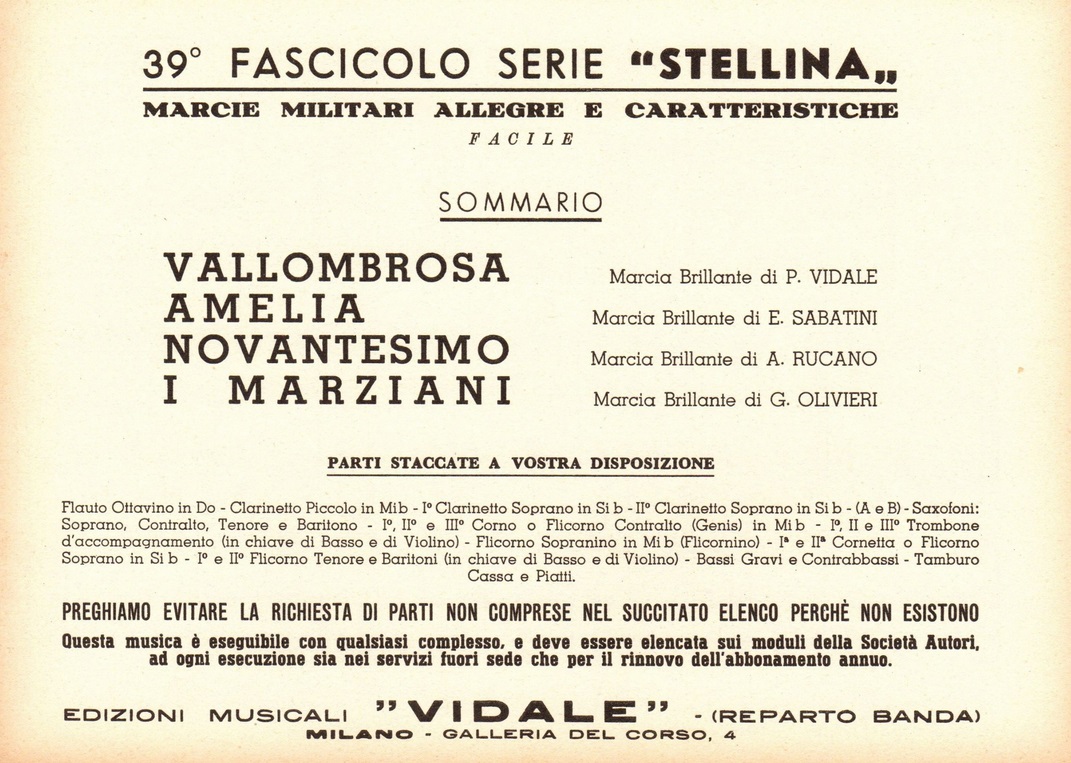 39° FASCICOLO SERIE “STELLINA„
MARCIE MILITARI ALLEGRE E CARATTERISTICHE
FACILE
SOMMARIO
VALLOMBROSA Marcia Brillante di P. VIDALE
AMELIA Marcia Brillante di E. SABATINI
NOVANTESIMO Marcia Brillante di A. RUCANO
I MARZIANI Marcia Brillante di G. OLIVIERI
PARTI STACCATE A VOSTRA DISPOSIZIONE
Flauto Ottavino in Do - Clarinetto Piccolo in Mi b - I° Clarinetto Soprano in Si b - II° Clarinetto Soprano in Si b - (A e B) - Saxofoni:
Soprano, Contralto, Tenore e Baritono - I°, II° e III° Corno o Flicorno Contralto (Genis) in Mi b - I°, II e III° Trombone
d'accompagnamento (in chiave di Basso e di Violino) - Flicorno Sopranino in Mi b (Flicornino) - Iª e IIª Cornetta o Flicorno
Soprano in Si b - I° e II° Flicorno Tenore e Baritoni (in chiave di Basso e di Violino) - Bassi Gravi e Contrabbassi - Tamburo
Cassa e Piatti.
PREGHIAMO EVITARE LA RICHIESTA DI PARTI NON COMPRESE NEL SUCCITATO ELENCO PERCHÈ NON ESISTONO
Questa musica è eseguibile con qualsiasi complesso, e deve essere elencata sui moduli della Società Autori,
ad ogni esecuzione sia nei servizi fuori sede che per il rinnovo dell'abbonamento annuo.
EDIZIONI MUSICALI "VIDALE" - (REPARTO BANDA)
MILANO - GALLERIA DEL CORSO, 4